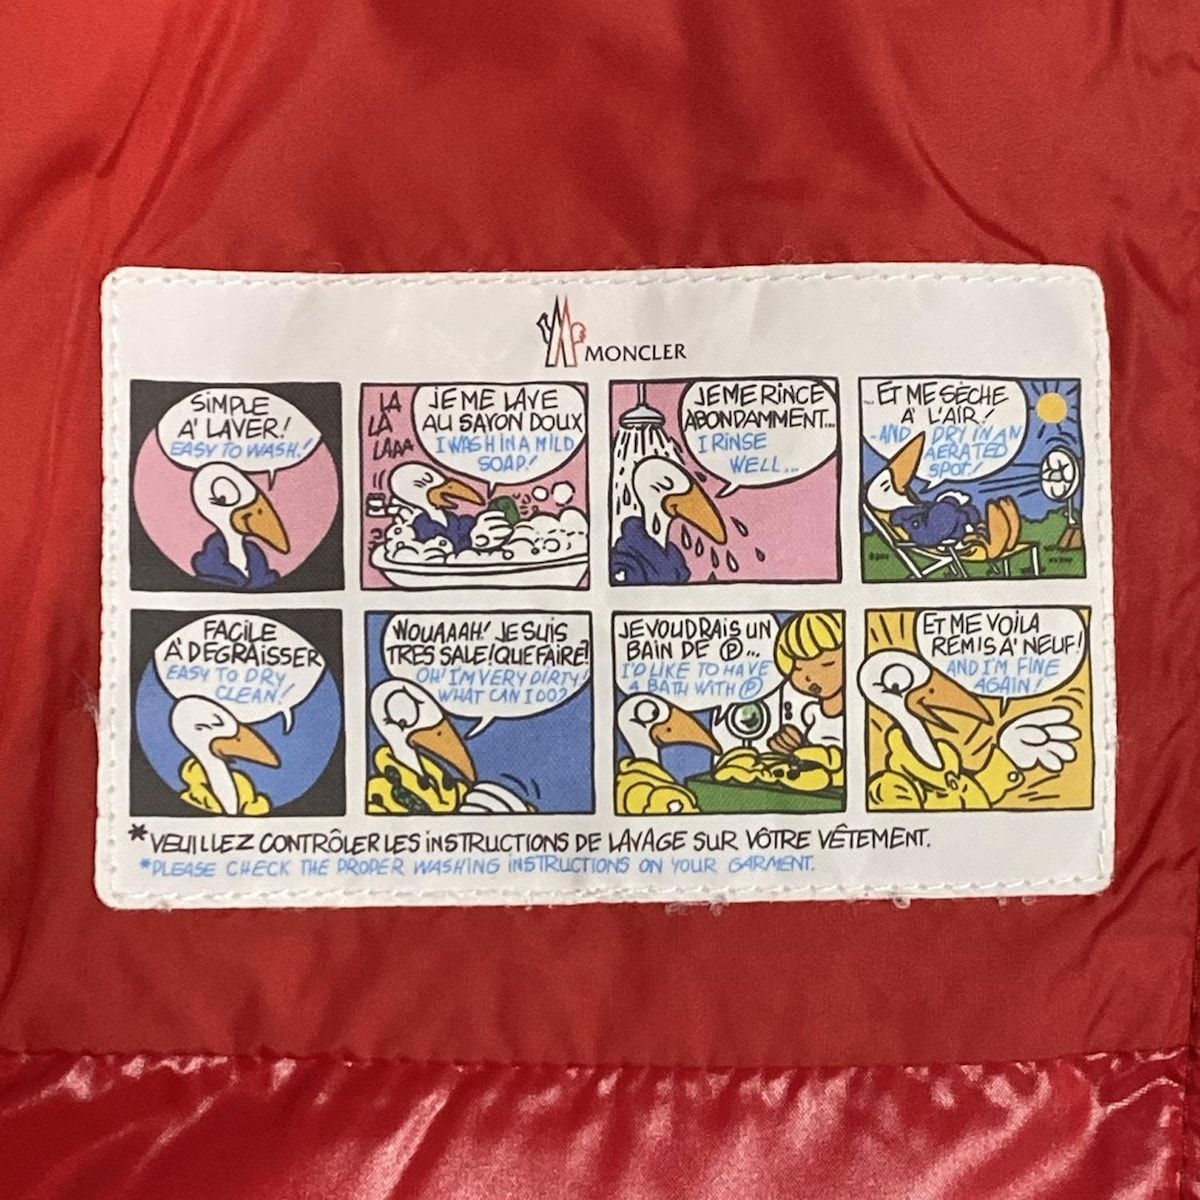 MONCLER
SIMPLE
A' LAVER!
EASY TO WASH!
LA
LA
LAAA
JE ME LAVE
AU SAVON DOUX
I WASH IN A MILD
SOAP!
JE ME RINCE
ABONDAMMENT...
I RINSE
WELL...
...ET ME SÈCHE
A' L'AIR!
-AND DRY IN AN
AERATED
SPOT!
FACILE
A' DEGRAISSER
EASY TO DRY
CLEAN!
WOUAAAH! JE SUIS
TRES SALE! QUE FAIRE?
OH! I'M VERY DIRTY!
WHAT CAN I DO?
JE VOUDRAIS UN
BAIN DE Ⓟ...
I'D LIKE TO HAVE
A BATH WITH Ⓟ
ET ME VOILA
REMIS A' NEUF!
AND I'M FINE
AGAIN!
*VEUILLEZ CONTRÔLER LES INSTRUCTIONS DE LAVAGE SUR VÔTRE VÊTEMENT.
*PLEASE CHECK THE PROPER WASHING INSTRUCTIONS ON YOUR GARMENT.